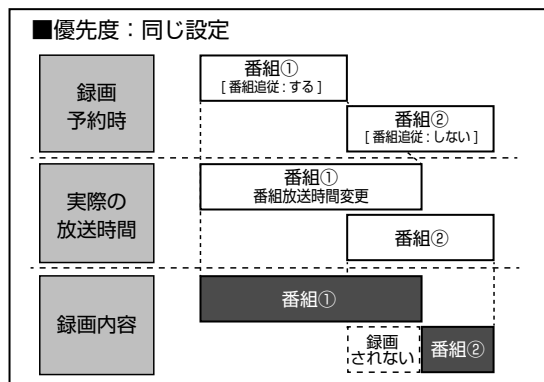 ■優先度：同じ設定
録画
予約時
番組①
[ 番組追従 : する ]
番組②
[ 番組追従 : しない ]
実際の
放送時間
番組①
番組放送時間変更
番組②
録画内容
番組①
録画
されない
番組②